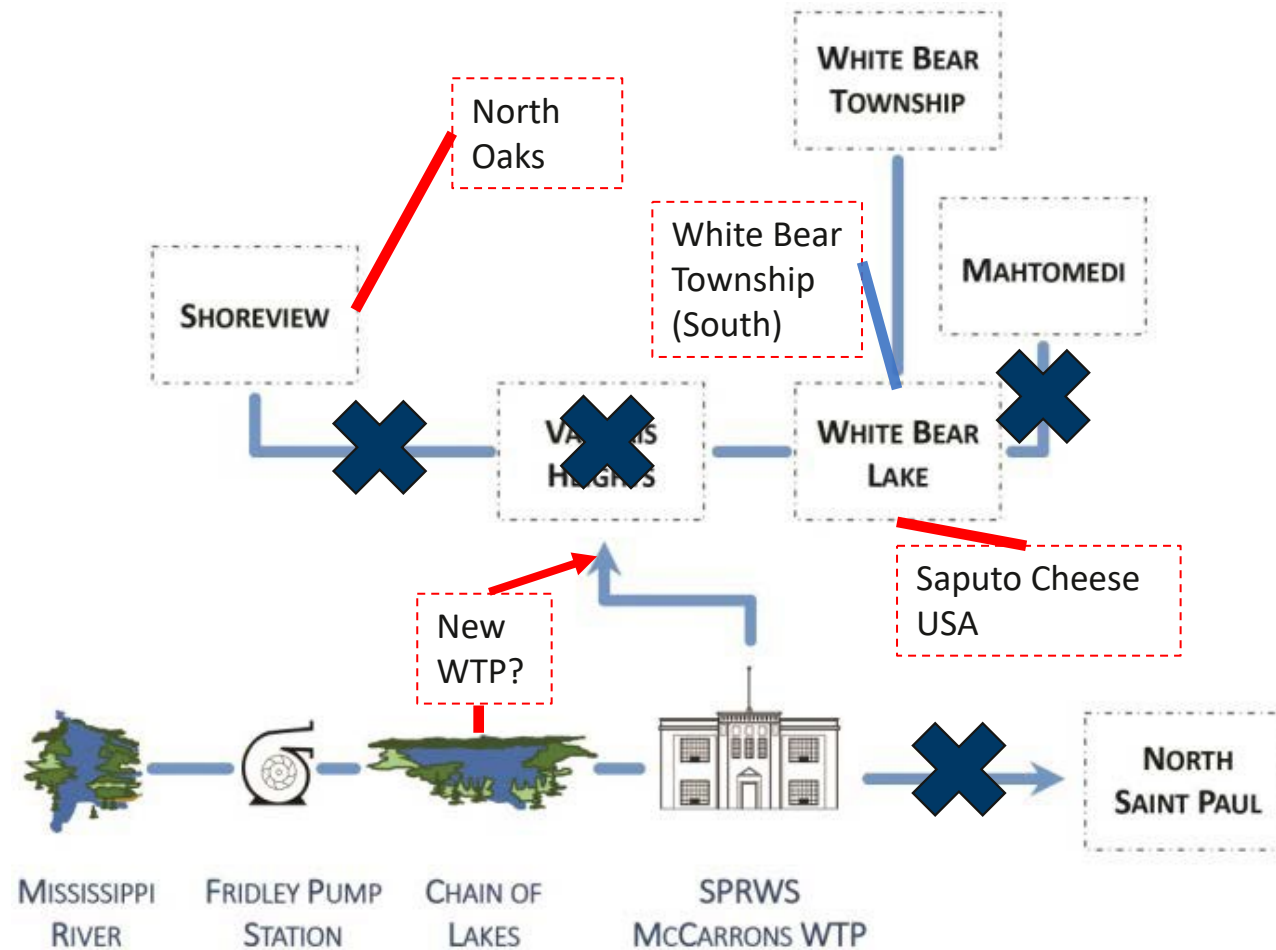 WHITE BEAR
TOWNSHIP
North
Oaks
White Bear
Township
(South)
MAHTOMEDI
SHOREVIEW
HEIGHTS
WHITE BEAR
LAKE
Saputo Cheese
USA
New
WTP?
NORTH
SAINT PAUL
MISSISSIPPI
RIVER
FRIDLEY PUMP
STATION
CHAIN OF
LAKES
SPRWS
MCCARRONS WTP